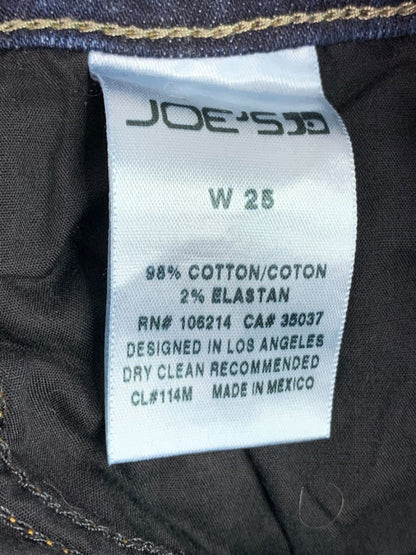 JOE'S
W 25
98% COTTON/COTON
2% ELASTAN
RN# 106214 CA# 35037
DESIGNED IN LOS ANGELES
DRY CLEAN RECOMMENDED
CL#114M MADE IN MEXICO